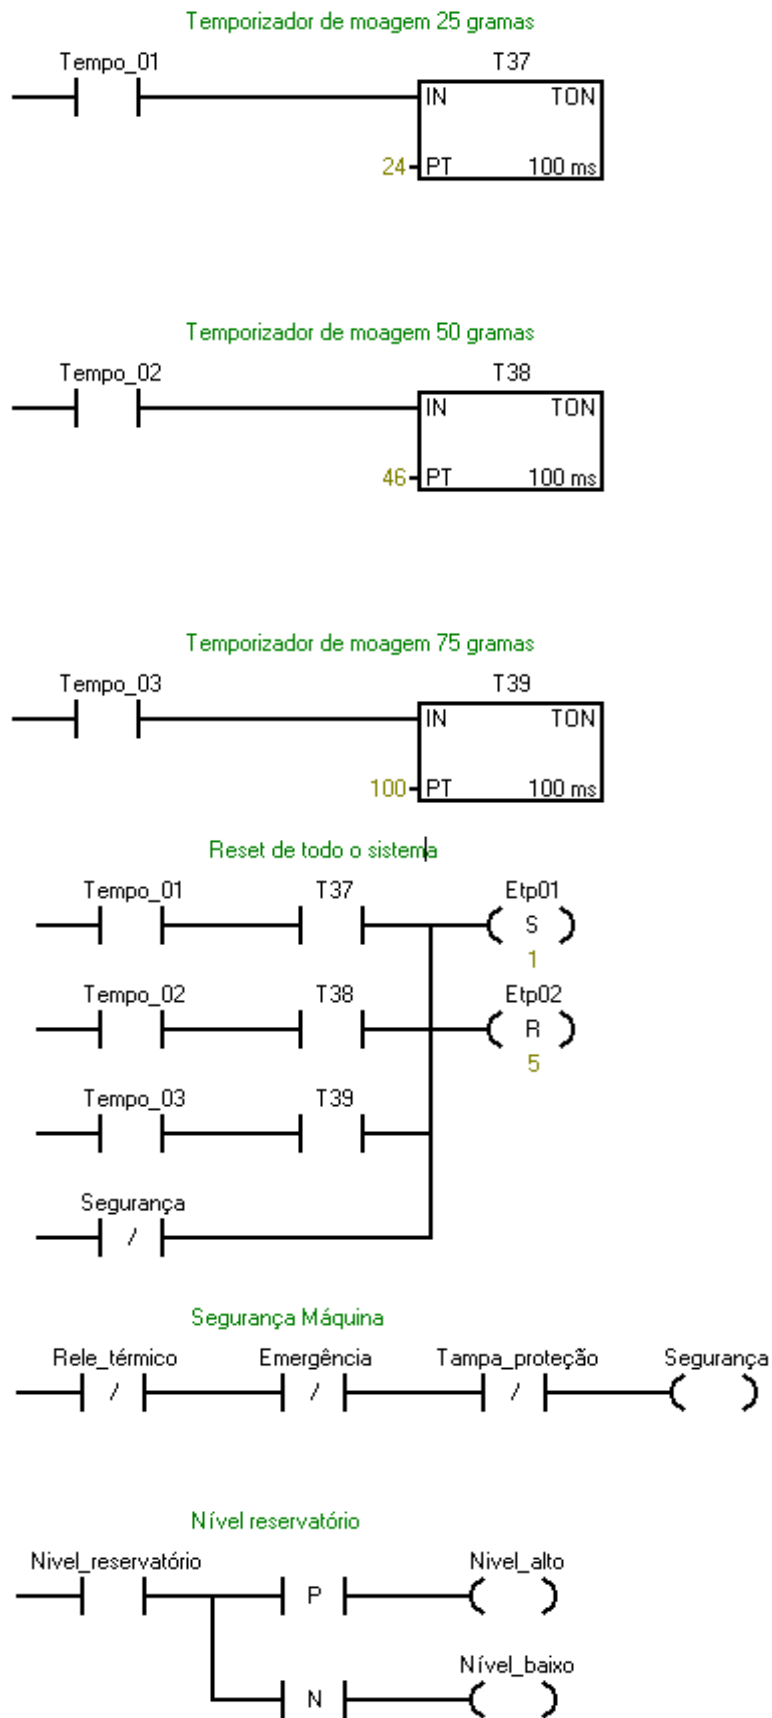 Temporizador de moagem 25 gramas
Tempo_01 T37
IN TON
24 PT 100 ms
Temporizador de moagem 50 gramas
Tempo_02 T38
IN TON
46 PT 100 ms
Temporizador de moagem 75 gramas
Tempo_03 T39
IN TON
100 PT 100 ms
Reset de todo o sistema
Tempo_01 T37 Etp01
S
1
Tempo_02 T38 Etp02
R
5
Tempo_03 T39
Segurança
/
Segurança Máquina
Rele_térmico Emergência Tampa_proteção Segurança
/ / /
Nível reservatório
Nivel_reservatório Nivel_alto
P
Nível_baixo
N